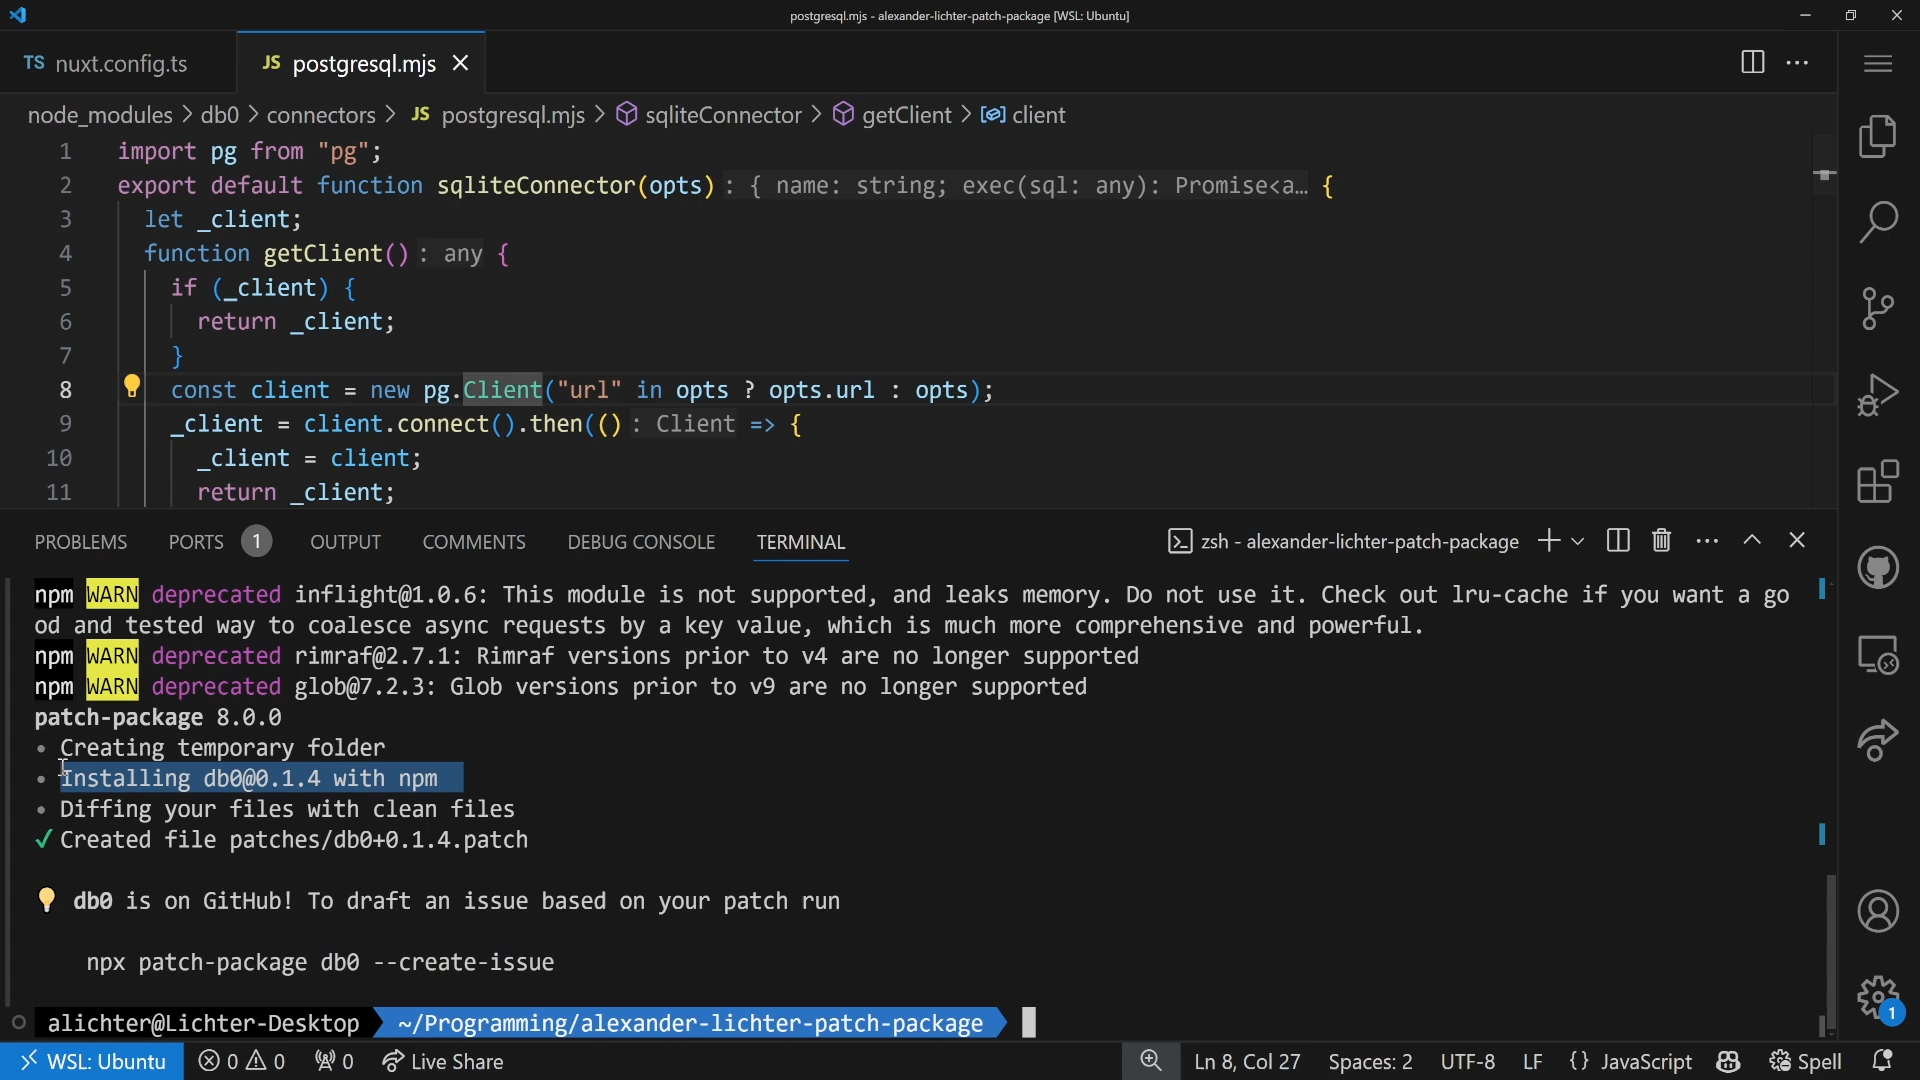 postgresql.mjs - alexander-lichter-patch-package [WSL: Ubuntu]
TS nuxt.config.ts
JS postgresql.mjs
node_modules > db0 > connectors > JS postgresql.mjs > sqliteConnector > getClient > client
1 import pg from "pg";
2 export default function sqliteConnector(opts): { name: string; exec(sql: any): Promise<a… {
3 let _client;
4 function getClient(): any {
5 if (_client) {
6 return _client;
7 }
8 const client = new pg.Client("url" in opts ? opts.url : opts);
9 _client = client.connect().then((): Client => {
10 _client = client;
11 return _client;
PROBLEMS PORTS 1 OUTPUT COMMENTS DEBUG CONSOLE TERMINAL zsh - alexander-lichter-patch-package
npm WARN deprecated inflight@1.0.6: This module is not supported, and leaks memory. Do not use it. Check out lru-cache if you want a go
od and tested way to coalesce async requests by a key value, which is much more comprehensive and powerful.
npm WARN deprecated rimraf@2.7.1: Rimraf versions prior to v4 are no longer supported
npm WARN deprecated glob@7.2.3: Glob versions prior to v9 are no longer supported
patch-package 8.0.0
• Creating temporary folder
• Installing db0@0.1.4 with npm
• Diffing your files with clean files
✓ Created file patches/db0+0.1.4.patch
💡 db0 is on GitHub! To draft an issue based on your patch run
npx patch-package db0 --create-issue
alichter@Lichter-Desktop ~/Programming/alexander-lichter-patch-package
1
WSL: Ubuntu 0 0 0 Live Share Ln 8, Col 27 Spaces: 2 UTF-8 LF {} JavaScript Spell